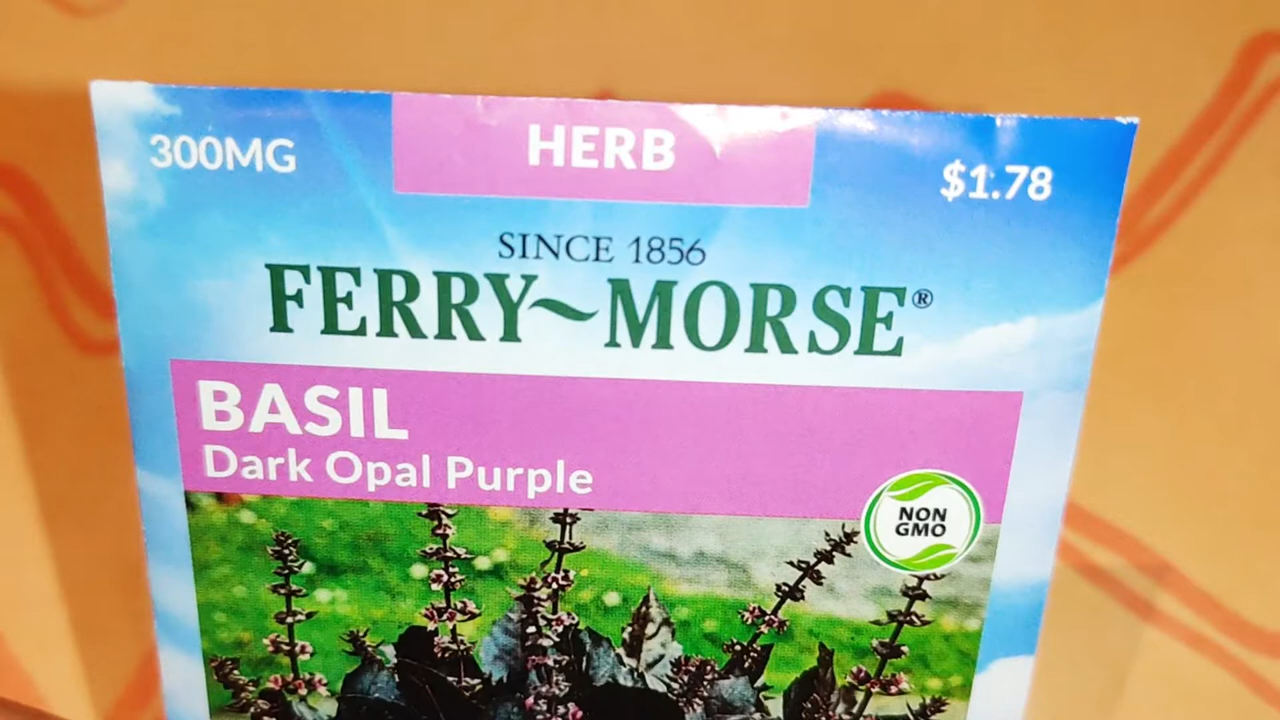 300MG
HERB
$1.78
SINCE 1856
FERRY~MORSE®
BASIL
Dark Opal Purple
NON
GMO